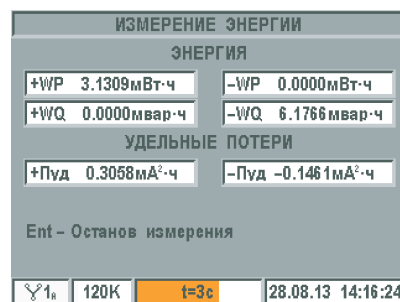 ИЗМЕРЕНИЕ ЭНЕРГИИ
ЭНЕРГИЯ
+WP 3.1309мВт·ч –WP 0.0000мВт·ч
+WQ 0.0000мвар·ч –WQ 6.1766мвар·ч
УДЕЛЬНЫЕ ПОТЕРИ
+Пуд 0.3058мА²·ч –Пуд –0.1461мА²·ч
Ent – Останов измерения
1 120K t=3c 28.08.13 14:16:24